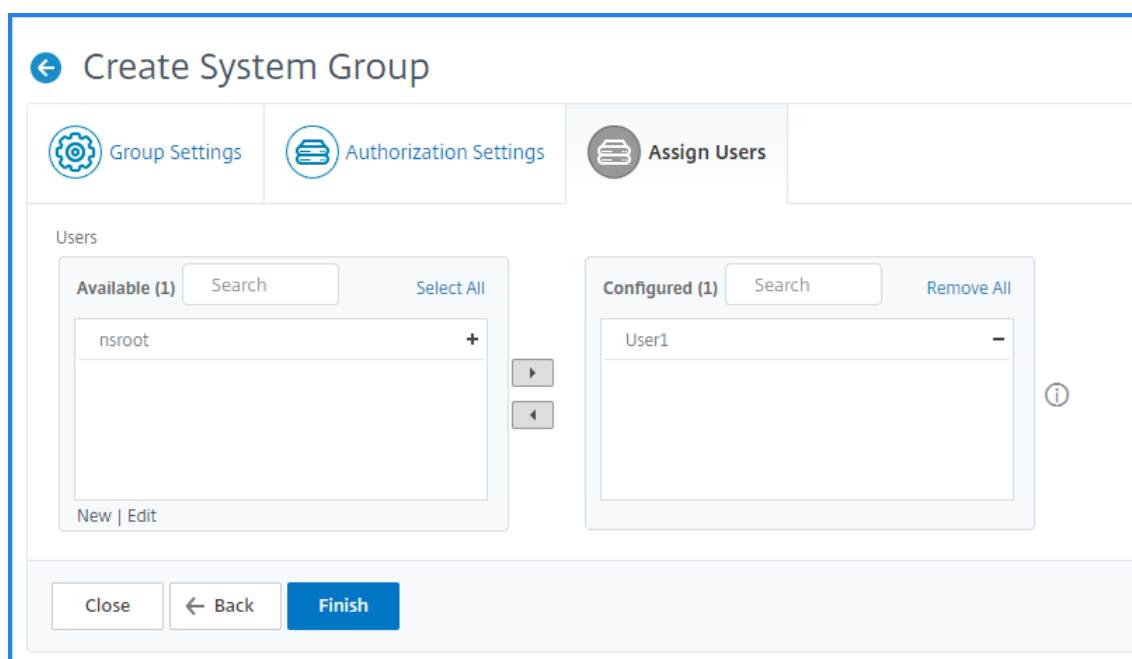 Create System Group
Group Settings
Authorization Settings
Assign Users
Users
Available (1) Search Select All
nsroot
New | Edit
Configured (1) Search Remove All
User1
Close
Back
Finish